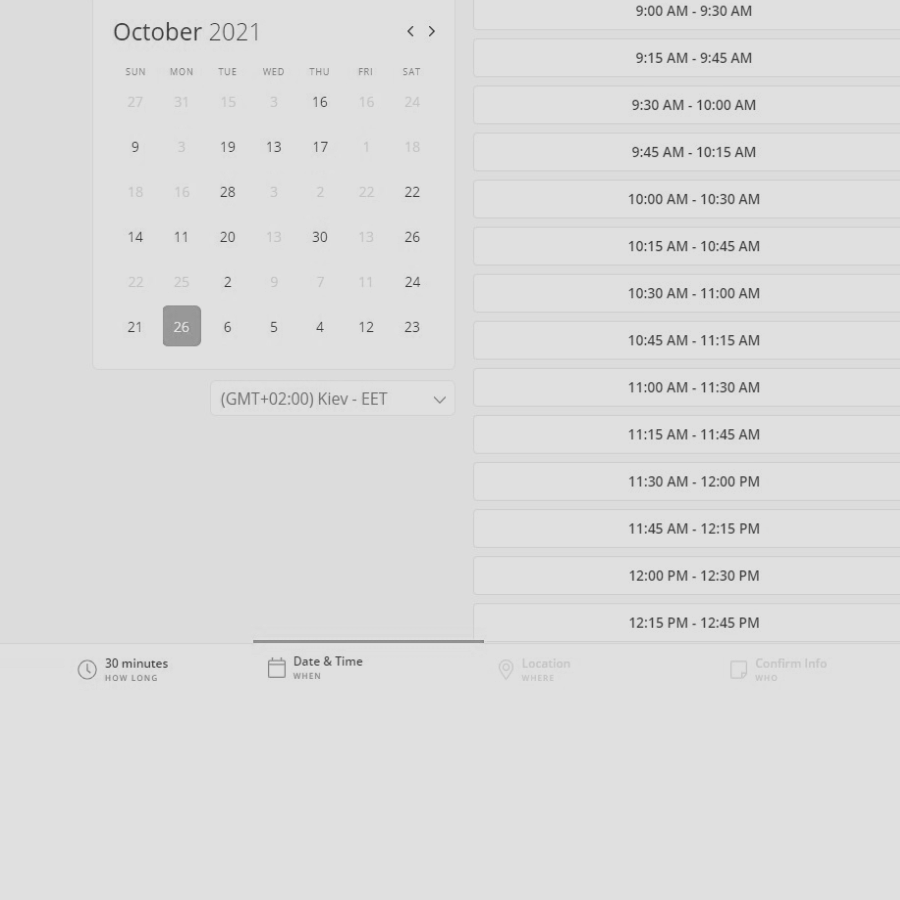 October 2021
SUN MON TUE WED THU FRI SAT
27 31 15 3 16 16 24
9 3 19 13 17 1 18
18 16 28 3 2 22 22
14 11 20 13 30 13 26
22 25 2 9 7 11 24
21 26 6 5 4 12 23
(GMT+02:00) Kiev - EET
9:00 AM - 9:30 AM
9:15 AM - 9:45 AM
9:30 AM - 10:00 AM
9:45 AM - 10:15 AM
10:00 AM - 10:30 AM
10:15 AM - 10:45 AM
10:30 AM - 11:00 AM
10:45 AM - 11:15 AM
11:00 AM - 11:30 AM
11:15 AM - 11:45 AM
11:30 AM - 12:00 PM
11:45 AM - 12:15 PM
12:00 PM - 12:30 PM
12:15 PM - 12:45 PM
30 minutes
HOW LONG
Date & Time
WHEN
Location
WHERE
Confirm Info
WHO